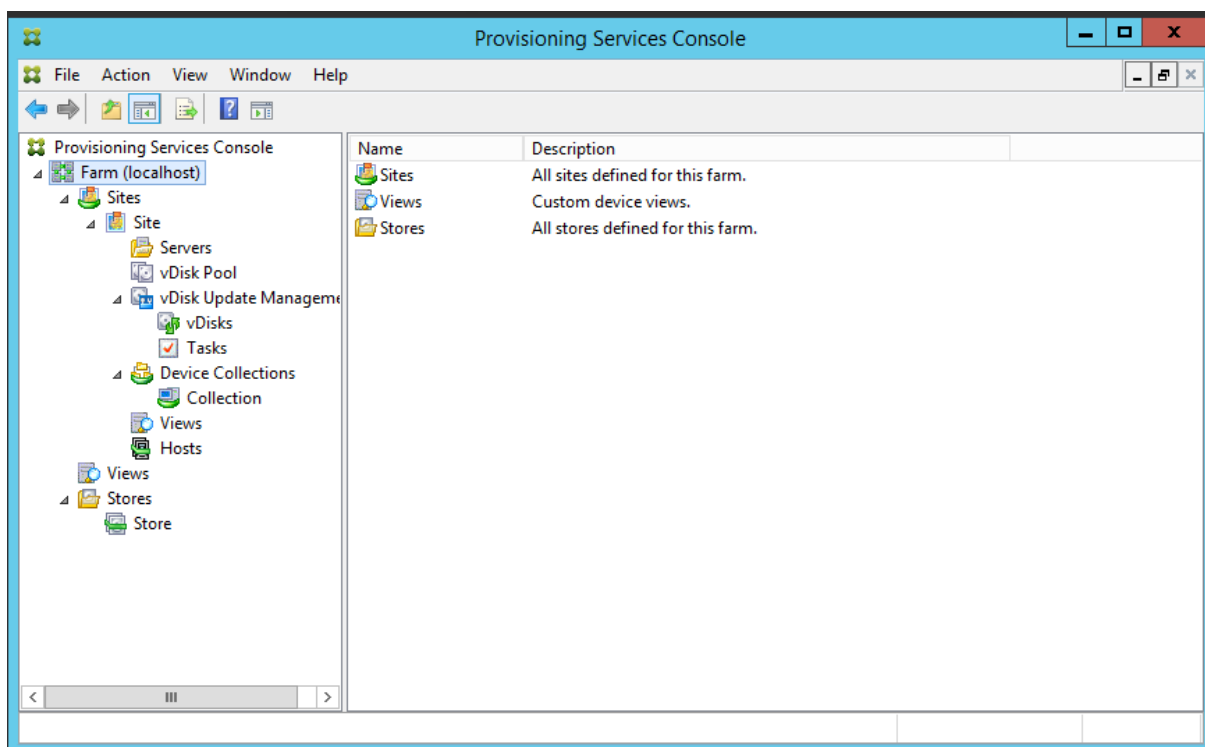 Provisioning Services Console
File Action View Window Help
Provisioning Services Console
Farm (localhost)
Sites
Site
Servers
vDisk Pool
vDisk Update Manageme
vDisks
Tasks
Device Collections
Collection
Views
Hosts
Views
Stores
Store
Name Description
Sites All sites defined for this farm.
Views Custom device views.
Stores All stores defined for this farm.